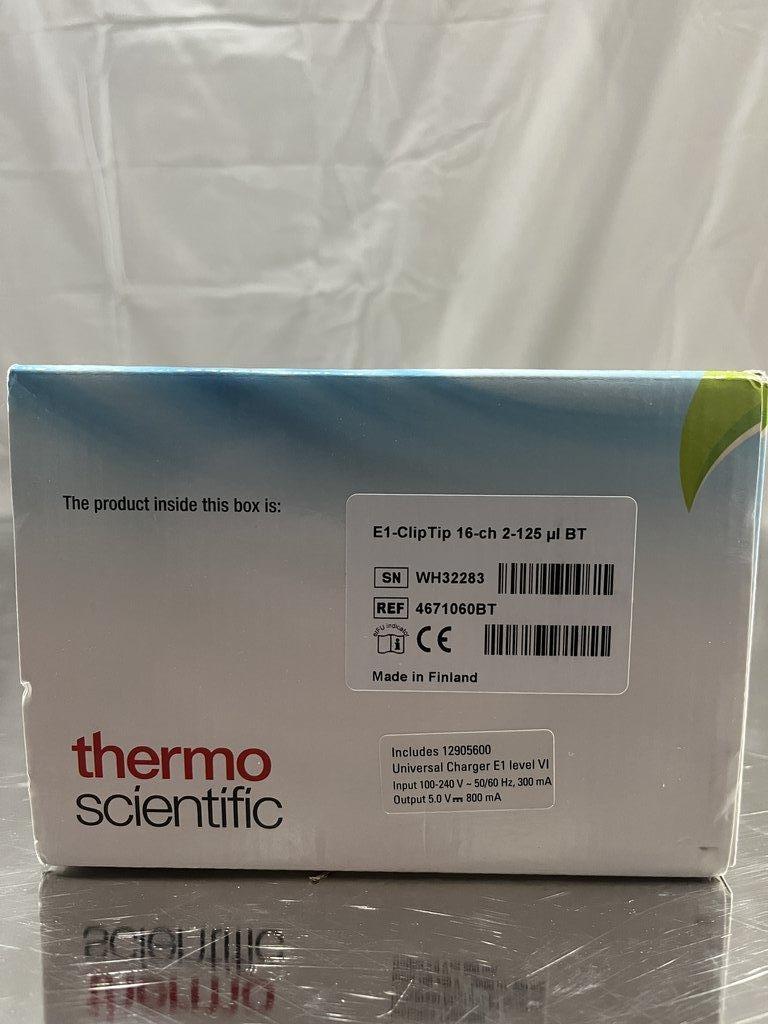 The product inside this box is:
E1-ClipTip 16-ch 2-125 µl BT
SN WH32283
REF 4671060BT
eIFU indicator
CE
Made in Finland
Includes 12905600
Universal Charger E1 level VI
Input 100-240 V ~ 50/60 Hz, 300 mA
Output 5.0 V⎓ 800 mA
thermo
scientific